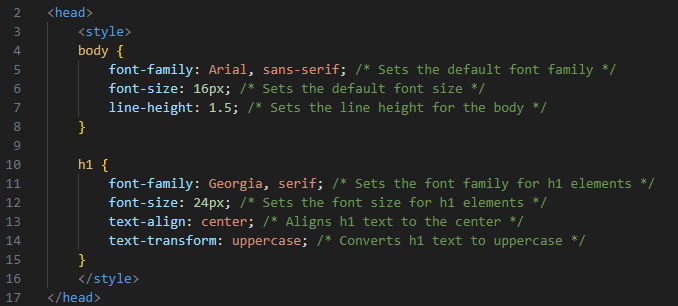 2 <head>
3 <style>
4 body {
5 font-family: Arial, sans-serif; /* Sets the default font family */
6 font-size: 16px; /* Sets the default font size */
7 line-height: 1.5; /* Sets the line height for the body */
8 }
9
10 h1 {
11 font-family: Georgia, serif; /* Sets the font family for h1 elements */
12 font-size: 24px; /* Sets the font size for h1 elements */
13 text-align: center; /* Aligns h1 text to the center */
14 text-transform: uppercase; /* Converts h1 text to uppercase */
15 }
16 </style>
17 </head>